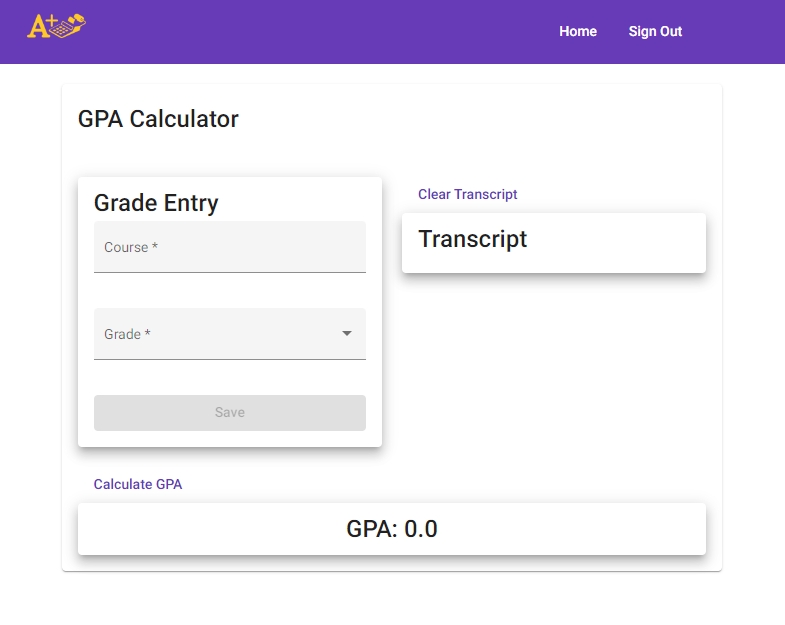 A+
Home
Sign Out
GPA Calculator
Grade Entry
Course *
Grade *
Save
Clear Transcript
Transcript
Calculate GPA
GPA: 0.0